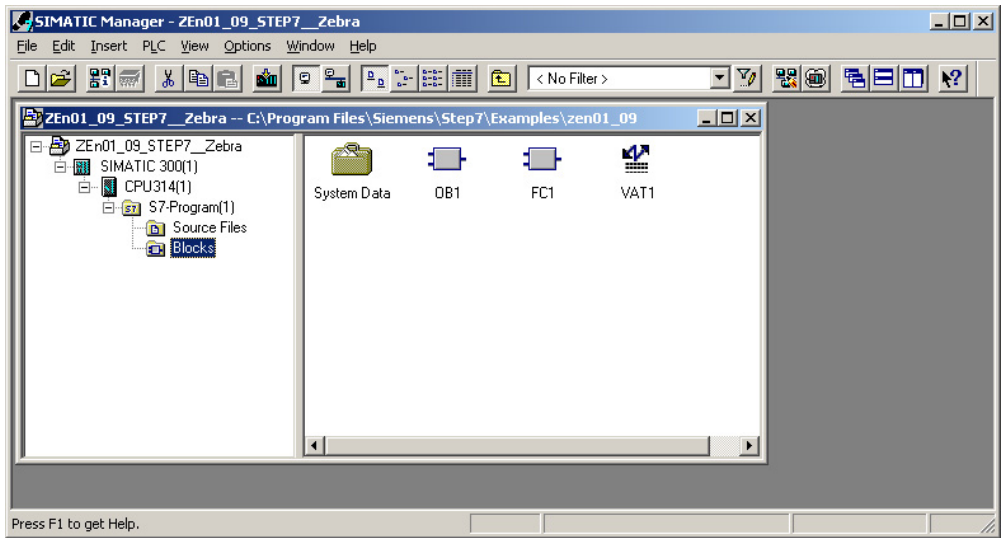 SIMATIC Manager - ZEn01_09_STEP7__Zebra
File Edit Insert PLC View Options Window Help
< No Filter >
ZEn01_09_STEP7__Zebra -- C:\Program Files\Siemens\Step7\Examples\zen01_09
ZEn01_09_STEP7__Zebra
SIMATIC 300(1)
CPU314(1)
S7-Program(1)
Source Files
Blocks
System Data OB1 FC1 VAT1
Press F1 to get Help.